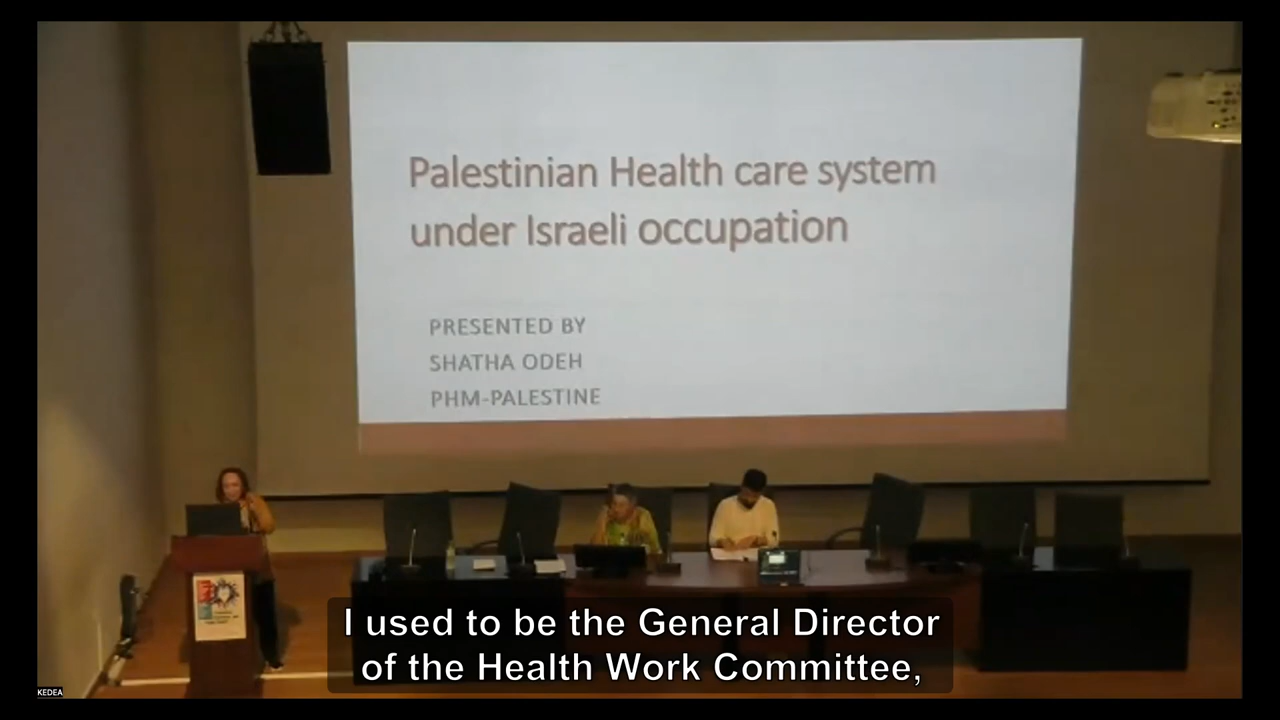 Palestinian Health care system
under Israeli occupation
PRESENTED BY
SHATHA ODEH
PHM-PALESTINE
I used to be the General Director
of the Health Work Committee,
KEDEA